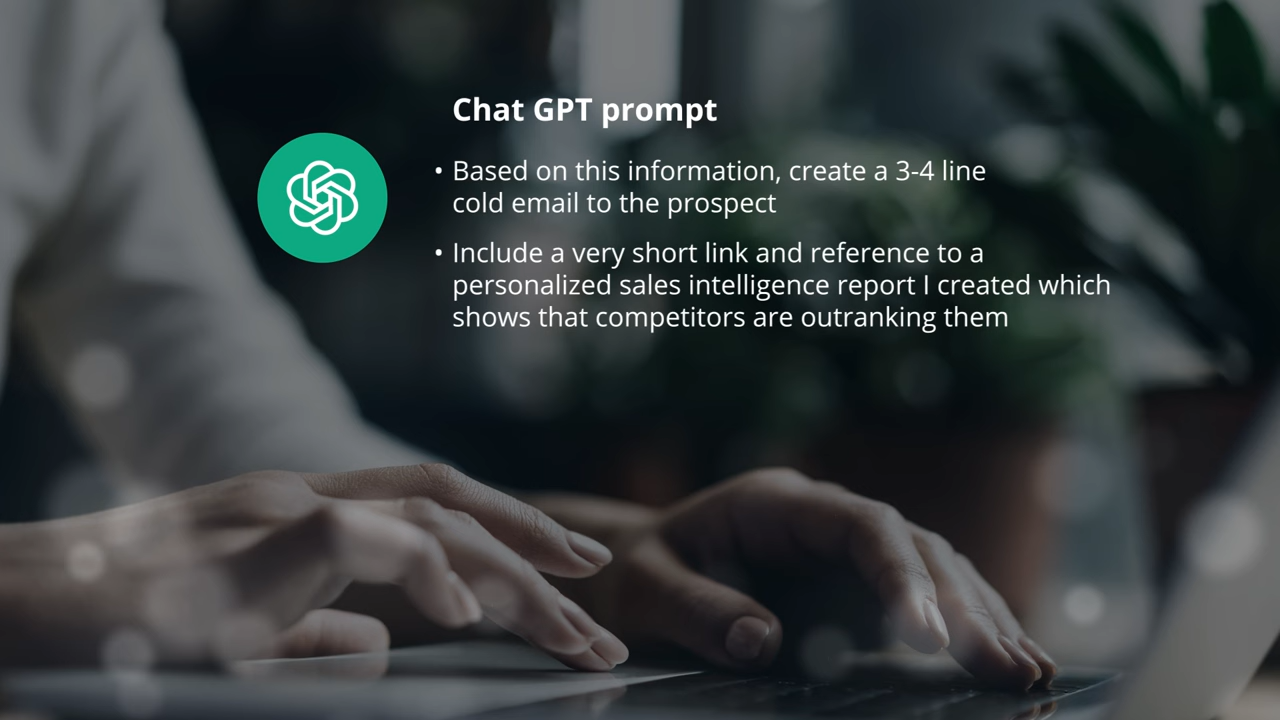 Chat GPT prompt
• Based on this information, create a 3-4 line
cold email to the prospect
• Include a very short link and reference to a
personalized sales intelligence report I created which
shows that competitors are outranking them